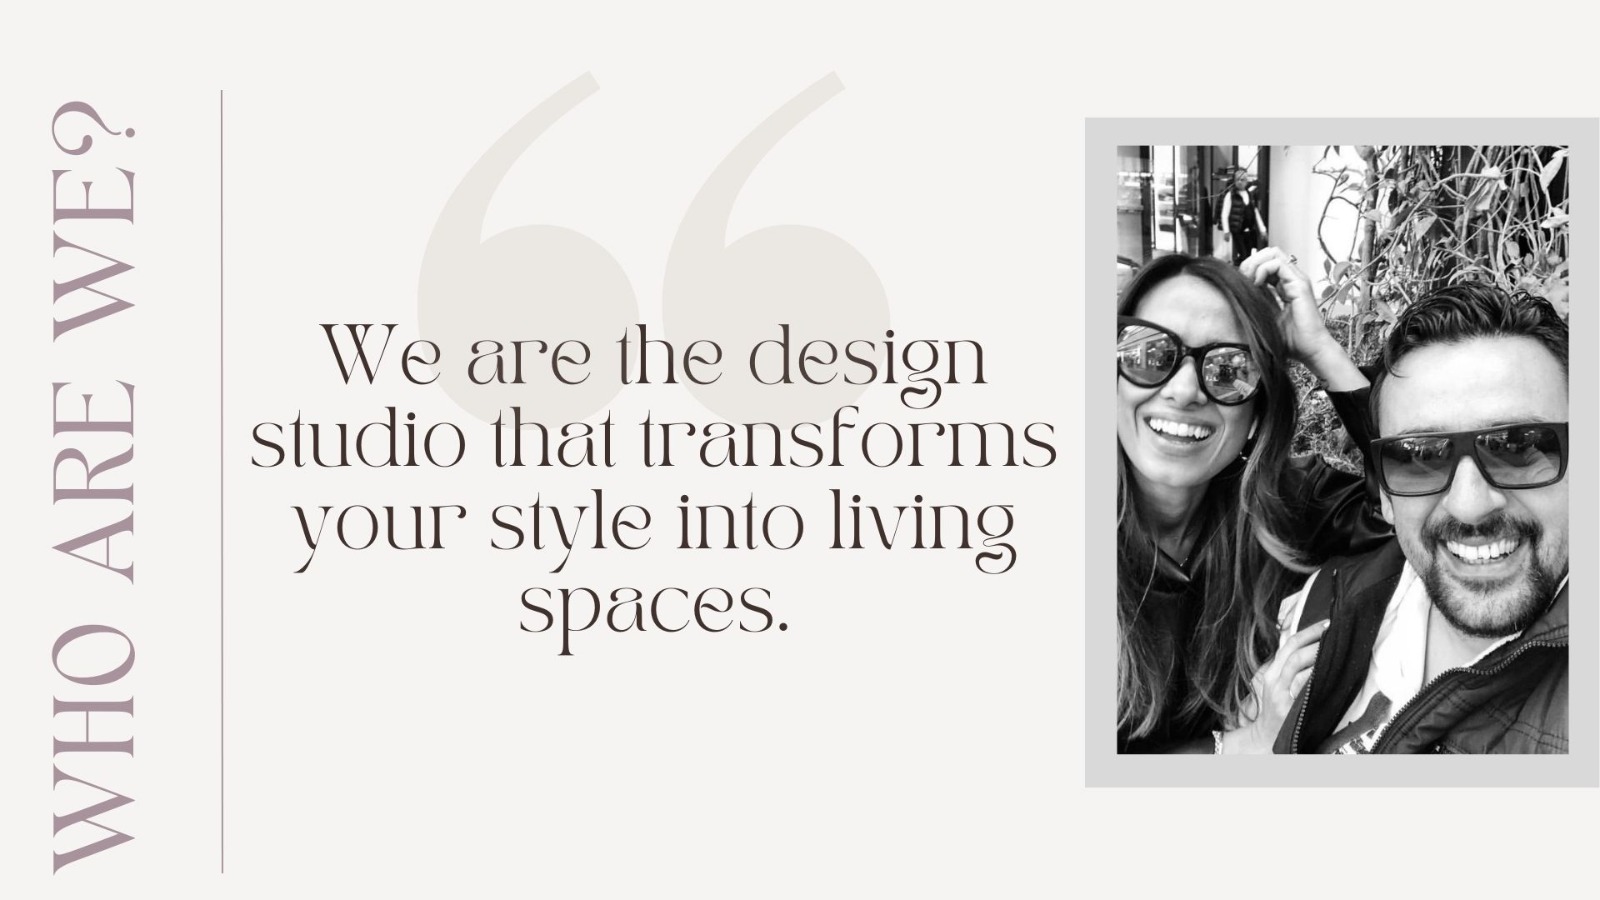 WHO ARE WE?
We are the design
studio that transforms
your style into living
spaces.